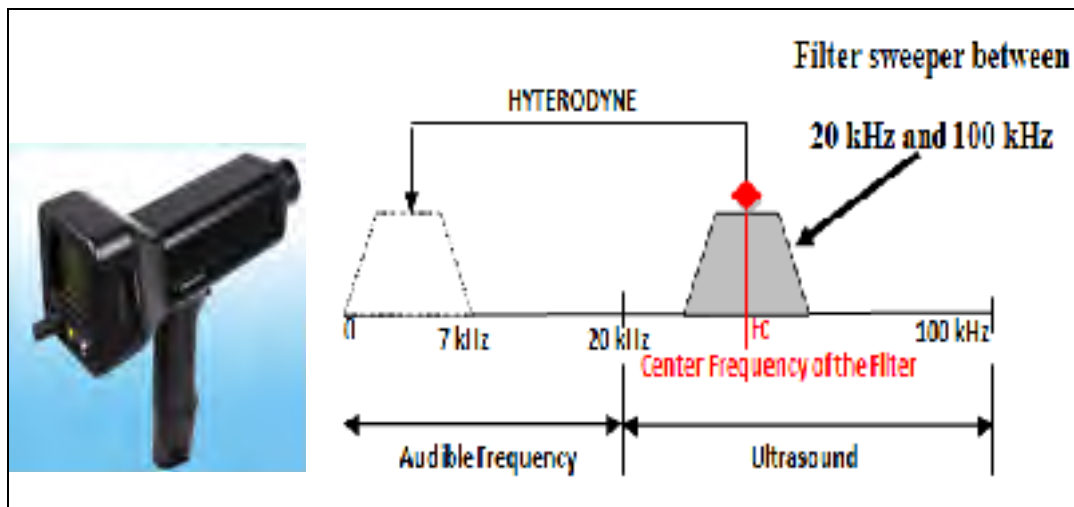 Filter sweeper between
20 kHz and 100 kHz
HYTERODYNE
0
7 kHz
20 kHz
FC
100 kHz
Center Frequency of the Filter
Audible Frequency
Ultrasound